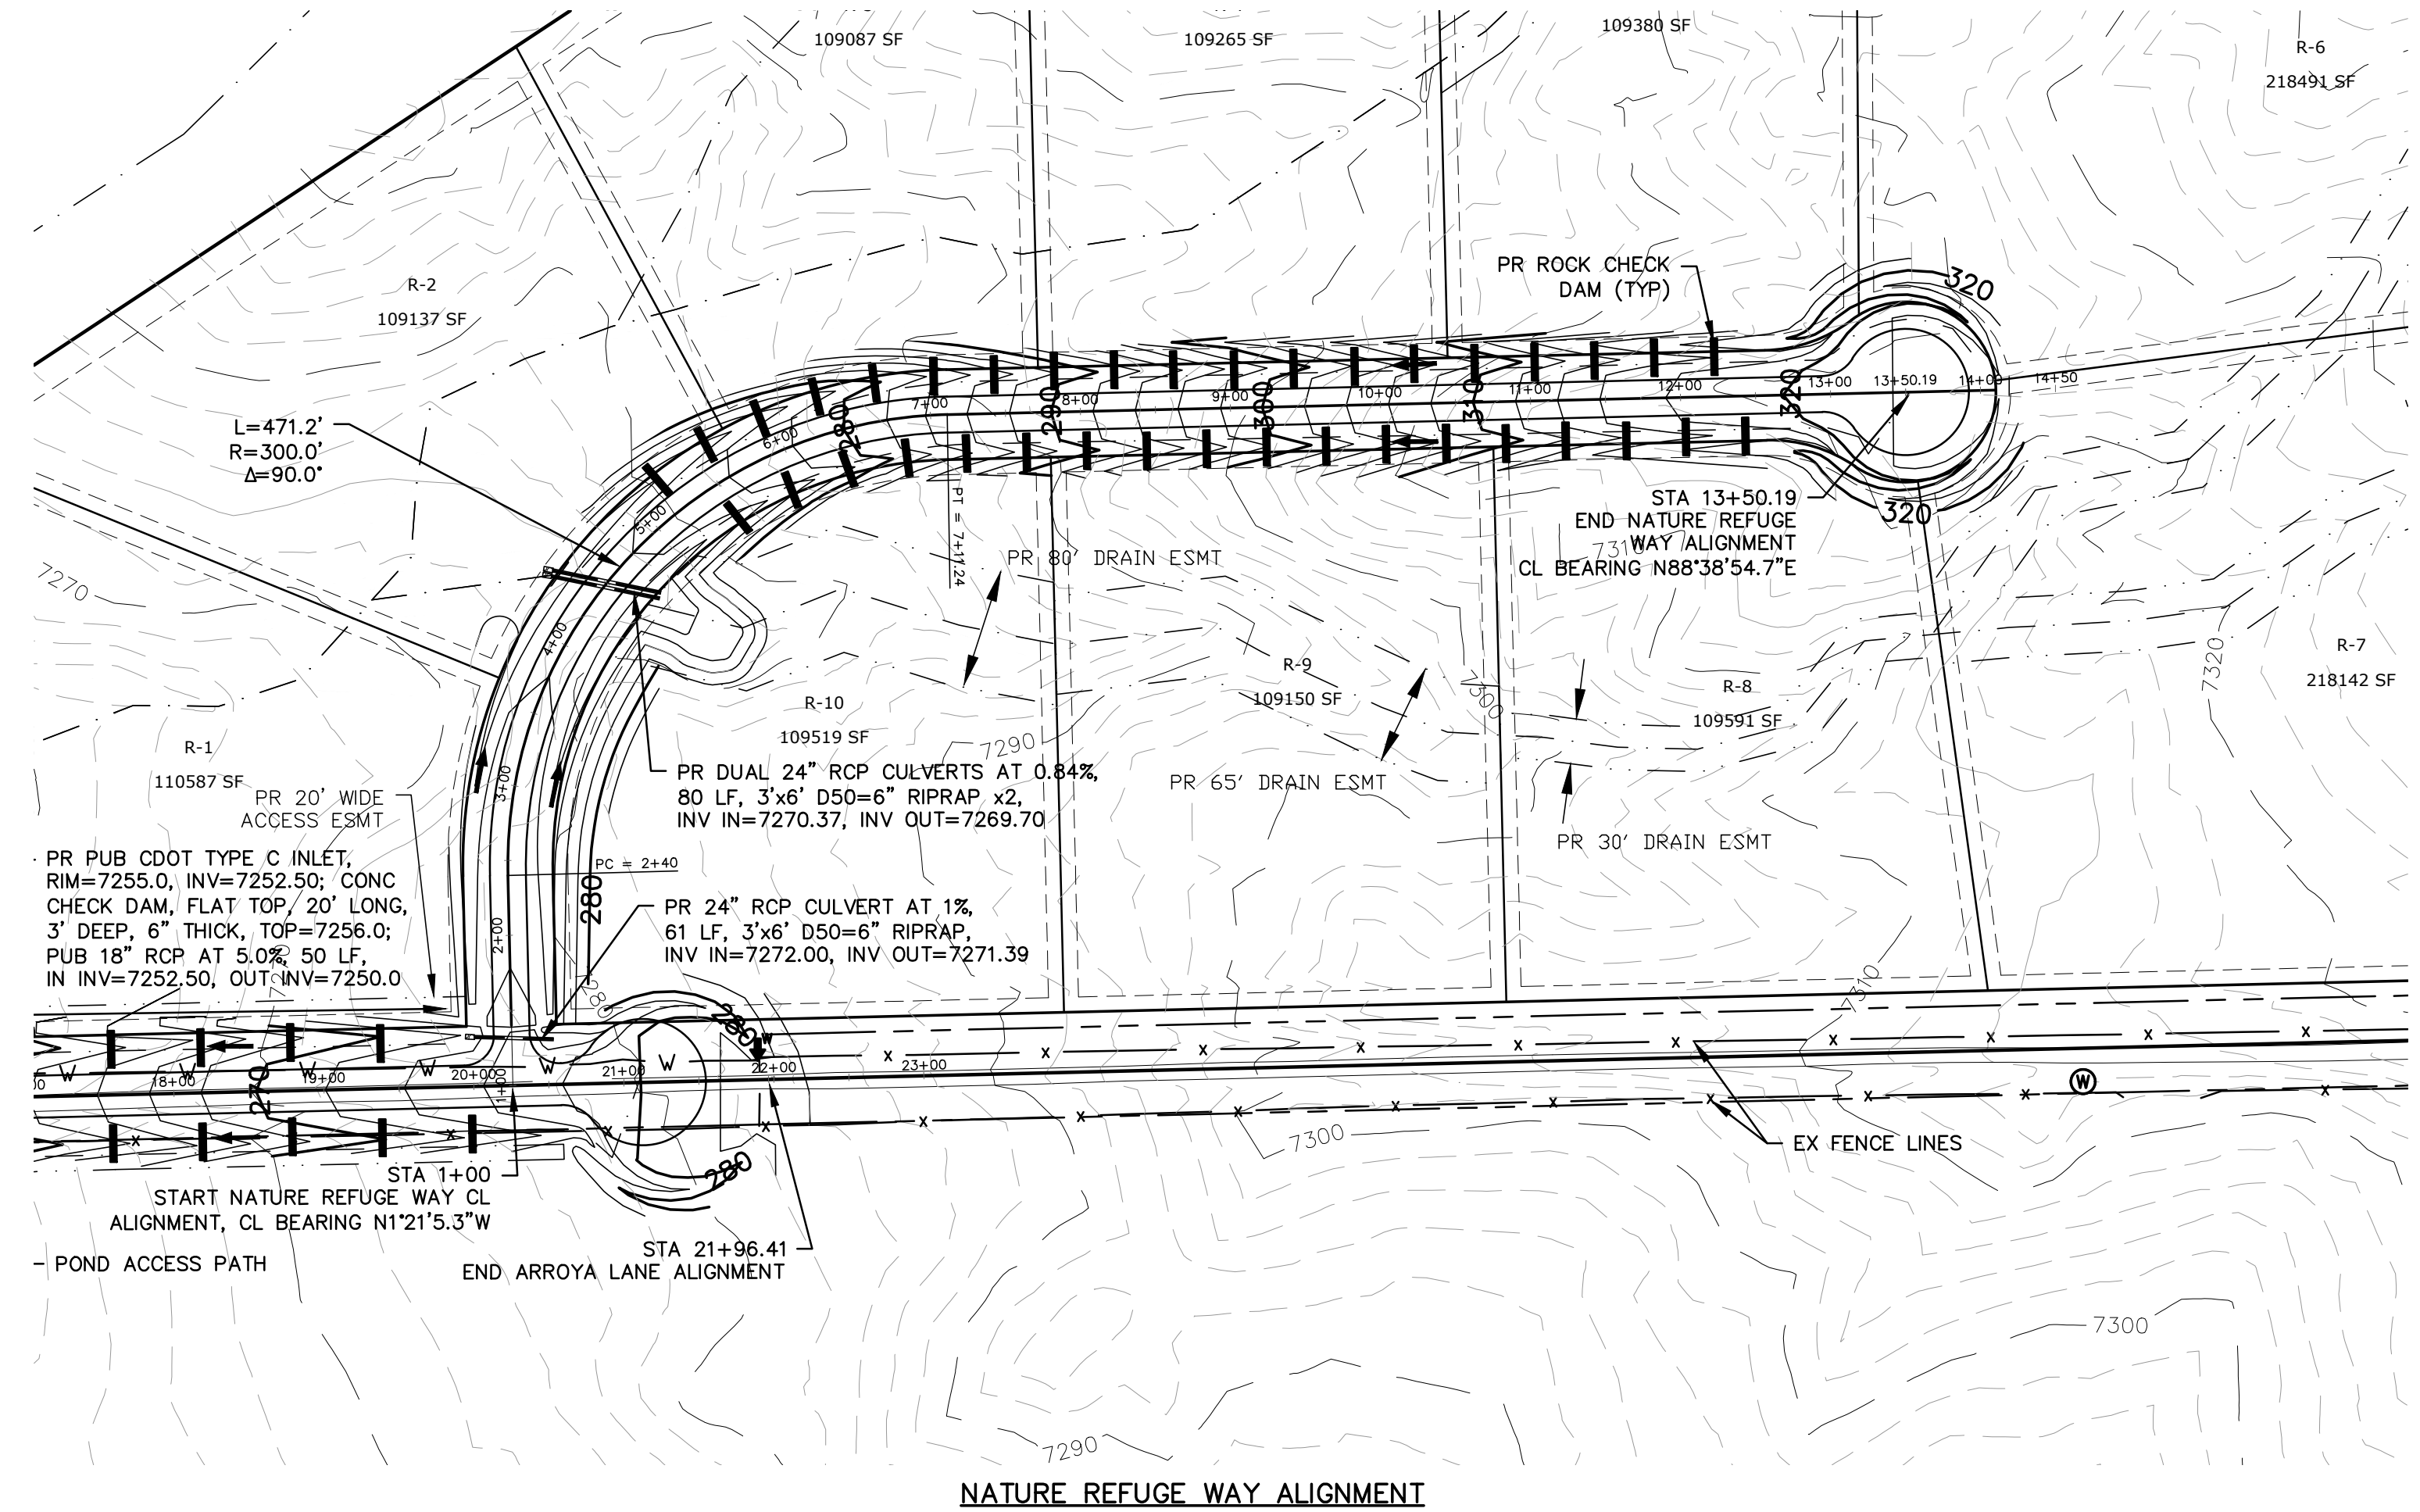 109087 SF
109265 SF
109380 SF
R-6
218491 SF
R-2
109137 SF
PR ROCK CHECK
DAM (TYP)
320
L=471.2'
R=300.0'
Δ=90.0°
280
290
300
310
320
6+00
7+00
8+00
9+00
10+00
11+00
12+00
13+00
13+50.19
14+00
14+50
5+00
4+00
3+00
2+00
1+00
PT = 7+11.24
STA 13+50.19
END NATURE REFUGE
WAY ALIGNMENT
CL BEARING N88°38'54.7"E
320
7310
7270
PR 80' DRAIN ESMT
R-9
109150 SF
7300
R-8
109591 SF
7320
R-7
218142 SF
R-10
109519 SF
7290
R-1
110587 SF
PR 20' WIDE
ACCESS ESMT
PR DUAL 24" RCP CULVERTS AT 0.84%,
80 LF, 3'x6' D50=6" RIPRAP x2,
INV IN=7270.37, INV OUT=7269.70
PR 65' DRAIN ESMT
PR 30' DRAIN ESMT
PR PUB CDOT TYPE C INLET,
RIM=7255.0, INV=7252.50; CONC
CHECK DAM, FLAT TOP, 20' LONG,
3' DEEP, 6" THICK, TOP=7256.0;
PUB 18" RCP AT 5.0%, 50 LF,
IN INV=7252.50, OUT INV=7250.0
PC = 2+40
280
PR 24" RCP CULVERT AT 1%,
61 LF, 3'x6' D50=6" RIPRAP,
INV IN=7272.00, INV OUT=7271.39
7310
280
W W W W W W W
270
18+00
19+00
20+00
21+00
22+00
23+00
W
x x x x x x x x x x
x x x x x x x x x x x x x x x
7300
EX FENCE LINES
280
STA 1+00
START NATURE REFUGE WAY CL
ALIGNMENT, CL BEARING N1°21'5.3"W
STA 21+96.41
END ARROYA LANE ALIGNMENT
POND ACCESS PATH
7300
7290
NATURE REFUGE WAY ALIGNMENT